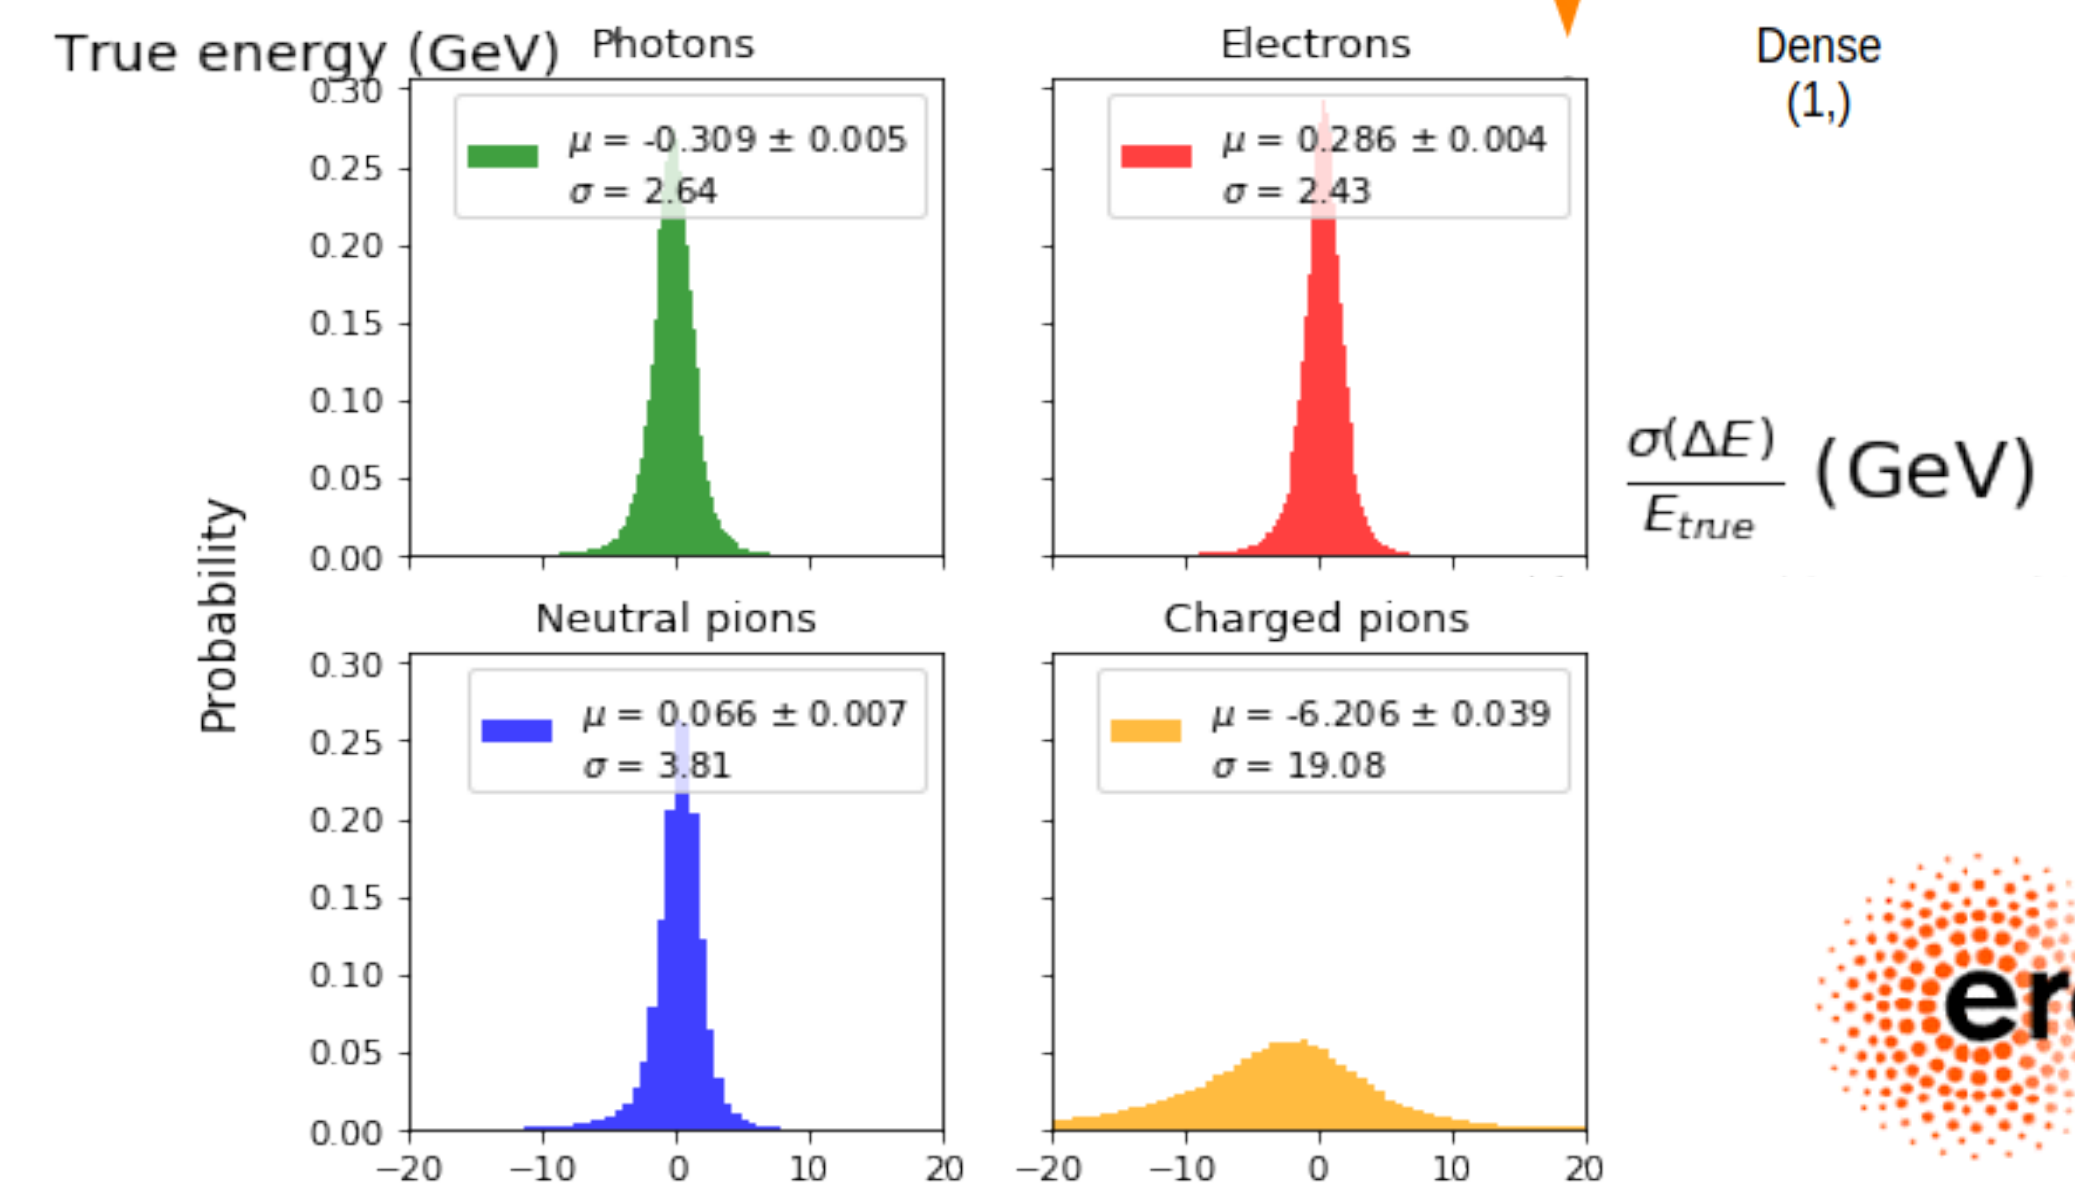 True energy (GeV)
Photons
Electrons
Dense
(1,)
μ = -0.309 ± 0.005
σ = 2.64
μ = 0.286 ± 0.004
σ = 2.43
0.30
0.25
0.20
0.15
0.10
0.05
0.00
σ(ΔE)
E_true
(GeV)
Probability
Neutral pions
Charged pions
μ = 0.066 ± 0.007
σ = 3.81
μ = -6.206 ± 0.039
σ = 19.08
0.30
0.25
0.20
0.15
0.10
0.05
0.00
−20 −10 0 10 20
−20 −10 0 10 20